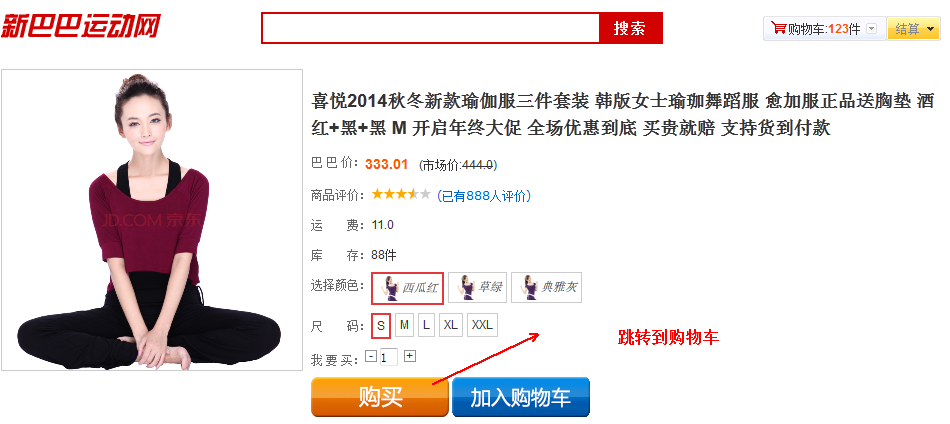 新巴巴运动网
搜索
购物车:123件
结算
喜悦2014秋冬新款瑜伽服三件套装 韩版女士瑜珈舞蹈服 愈加服正品送胸垫 酒
红+黑+黑 M 开启年终大促 全场优惠到底 买贵就赔 支持货到付款
巴巴价：333.01 (市场价:444.0)
商品评价： (已有888人评价)
运 费：11.0
库 存：88件
选择颜色： 西瓜红 草绿 典雅灰
尺 码： S M L XL XXL
跳转到购物车
我要买： - 1 +
购买 加入购物车
JD.COM 京东